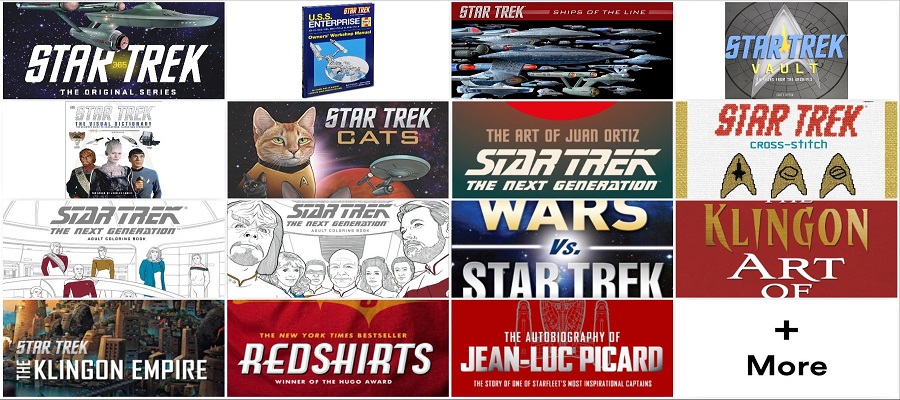 STAR TREK
365
THE ORIGINAL SERIES
STAR TREK
U.S.S.
ENTERPRISE
Haynes
Owners' Workshop Manual
STAR TREK SHIPS OF THE LINE
STAR TREK
VAULT
STAR TREK
THE VISUAL DICTIONARY
STAR TREK
CATS
THE ART OF JUAN ORTIZ
STAR TREK
THE NEXT GENERATION
STAR TREK
CROSS-STITCH
STAR TREK
THE NEXT GENERATION
ADULT COLORING BOOK
STAR TREK
THE NEXT GENERATION
ADULT COLORING BOOK
WARS
Vs.
STAR TREK
THE
KLINGON
ART
OF
STAR TREK
THE KLINGON EMPIRE
THE NEW YORK TIMES BESTSELLER
REDSHIRTS
WINNER OF THE HUGO AWARD
THE AUTOBIOGRAPHY OF
JEAN-LUC PICARD
THE STORY OF ONE OF STARFLEET'S MOST INSPIRATIONAL CAPTAINS
+
More